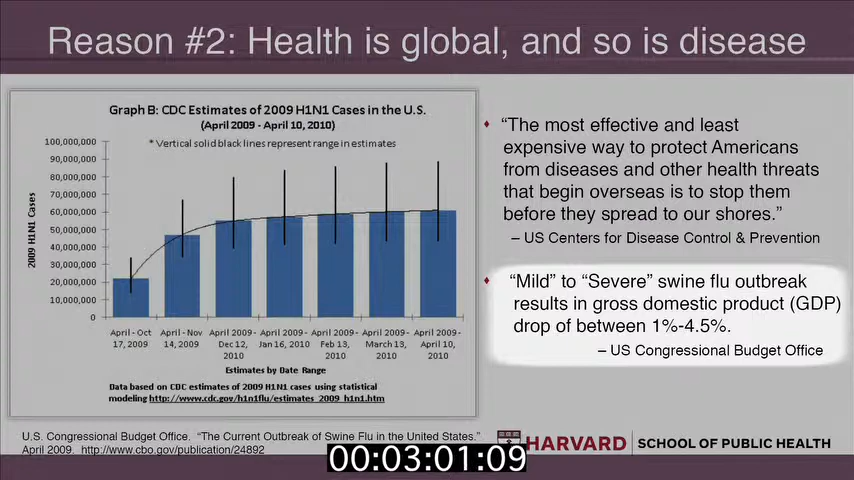 Reason #2: Health is global, and so is disease
Graph B: CDC Estimates of 2009 H1N1 Cases in the U.S.
(April 2009 - April 10, 2010)
* Vertical solid black lines represent range in estimates
2009 H1N1 Cases
100,000,000
90,000,000
80,000,000
70,000,000
60,000,000
50,000,000
40,000,000
30,000,000
20,000,000
10,000,000
0
April - Oct
17, 2009
April - Nov
14, 2009
April 2009 -
Dec 12,
2010
April 2009-
Jan 16, 2010
April 2009 -
Feb 13,
2010
April 2009 -
March 13,
2010
April 2009 -
April 10,
2010
Estimates by Date Range
Data based on CDC estimates of 2009 H1N1 cases using statistical
modeling http://www.cdc.gov/h1n1flu/estimates_2009_h1n1.htm
“The most effective and least
expensive way to protect Americans
from diseases and other health threats
that begin overseas is to stop them
before they spread to our shores.”
– US Centers for Disease Control & Prevention
“Mild” to “Severe” swine flu outbreak
results in gross domestic product (GDP)
drop of between 1%-4.5%.
– US Congressional Budget Office
U.S. Congressional Budget Office. “The Current Outbreak of Swine Flu in the United States.”
April 2009. http://www.cbo.gov/publication/24892
HARVARD SCHOOL OF PUBLIC HEALTH
00:03:01:09